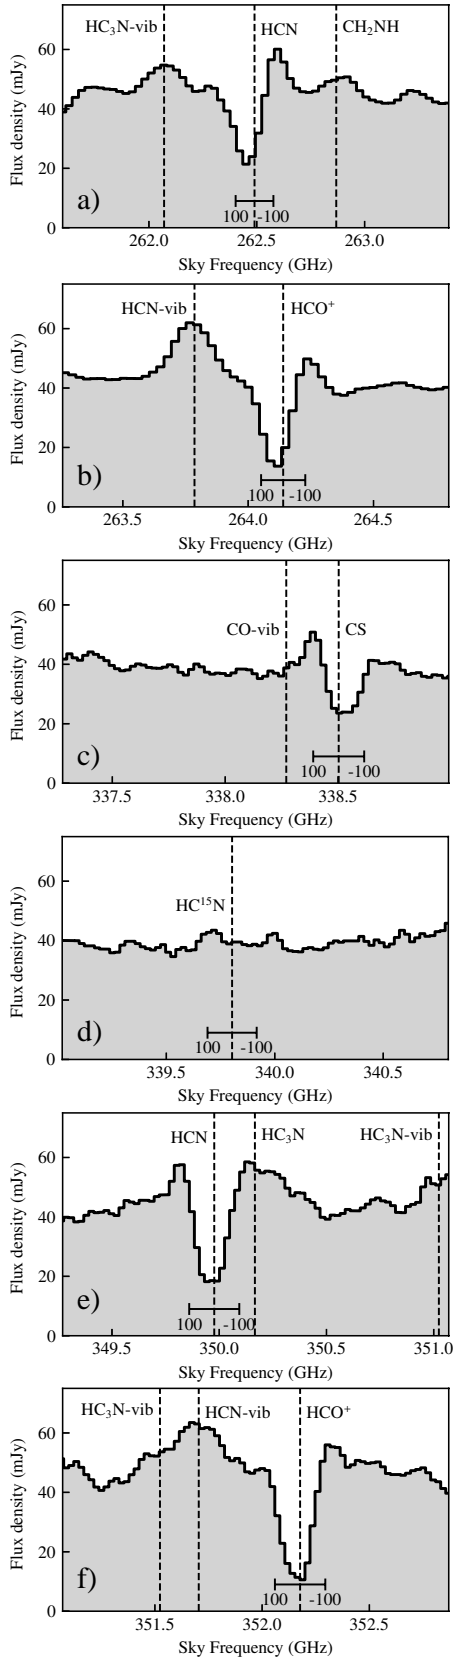 HC₃N-vib HCN CH₂NH
60
40
20
0
Flux density (mJy)
a)
100 -100
262.0 262.5 263.0
Sky Frequency (GHz)
HCN-vib HCO⁺
60
40
20
0
Flux density (mJy)
b)
100 -100
263.5 264.0 264.5
Sky Frequency (GHz)
CO-vib CS
60
40
20
0
Flux density (mJy)
c)
100 -100
337.5 338.0 338.5
Sky Frequency (GHz)
HC¹⁵N
60
40
20
0
Flux density (mJy)
d)
100 -100
339.5 340.0 340.5
Sky Frequency (GHz)
HCN HC₃N HC₃N-vib
60
40
20
0
Flux density (mJy)
e)
100 -100
349.5 350.0 350.5 351.0
Sky Frequency (GHz)
HC₃N-vib HCN-vib HCO⁺
60
40
20
0
Flux density (mJy)
f)
100 -100
351.5 352.0 352.5
Sky Frequency (GHz)